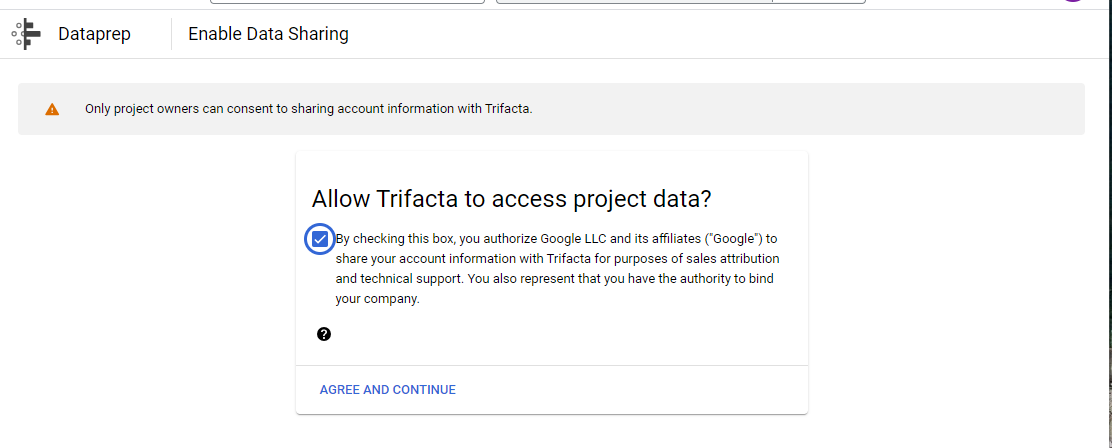 Dataprep
Enable Data Sharing
Only project owners can consent to sharing account information with Trifacta.
Allow Trifacta to access project data?
By checking this box, you authorize Google LLC and its affiliates ("Google") to
share your account information with Trifacta for purposes of sales attribution
and technical support. You also represent that you have the authority to bind
your company.
?
AGREE AND CONTINUE